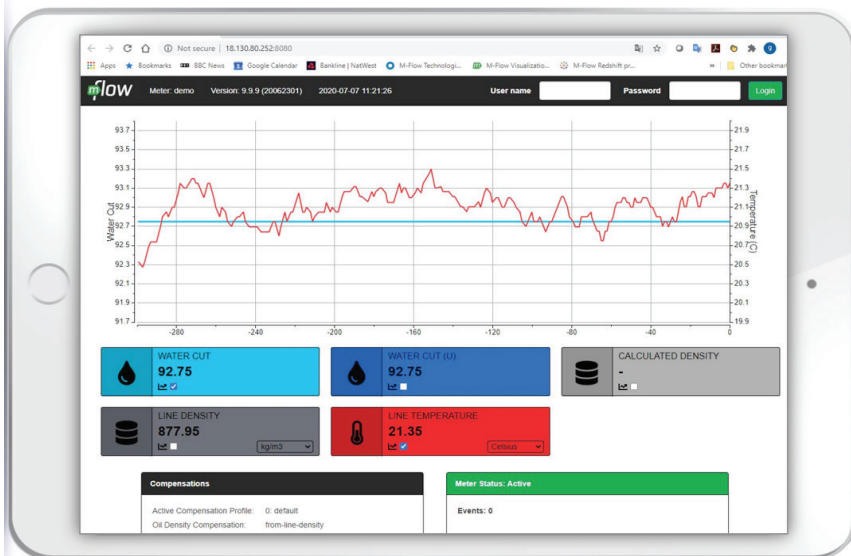 Not secure | 18.130.80.252:8080
Apps Bookmarks BBC News Google Calendar Bankline | NatWest M-Flow Technologi... M-Flow Visualizatio... M-Flow Redshift pr... » Other bookmar
mflow Meter: demo Version: 9.9.9 (20062301) 2020-07-07 11:21:26 User name Password Login
93.7 21.9
93.5 21.7
93.3 21.5
93.1 21.3
92.9 21.1
92.7 20.9
92.5 20.7
92.3 20.5
92.1 20.3
91.9 20.1
91.7 19.9
Water Cut
Temperature (C)
-280 -240 -200 -160 -120 -80 -40 0
WATER CUT
92.75
WATER CUT (U)
92.75
CALCULATED DENSITY
-
LINE DENSITY
877.95
kg/m3
LINE TEMPERATURE
21.35
Celsius
Compensations
Active Compensation Profile: 0: default
Oil Density Compensation: from-line-density
Meter Status: Active
Events: 0